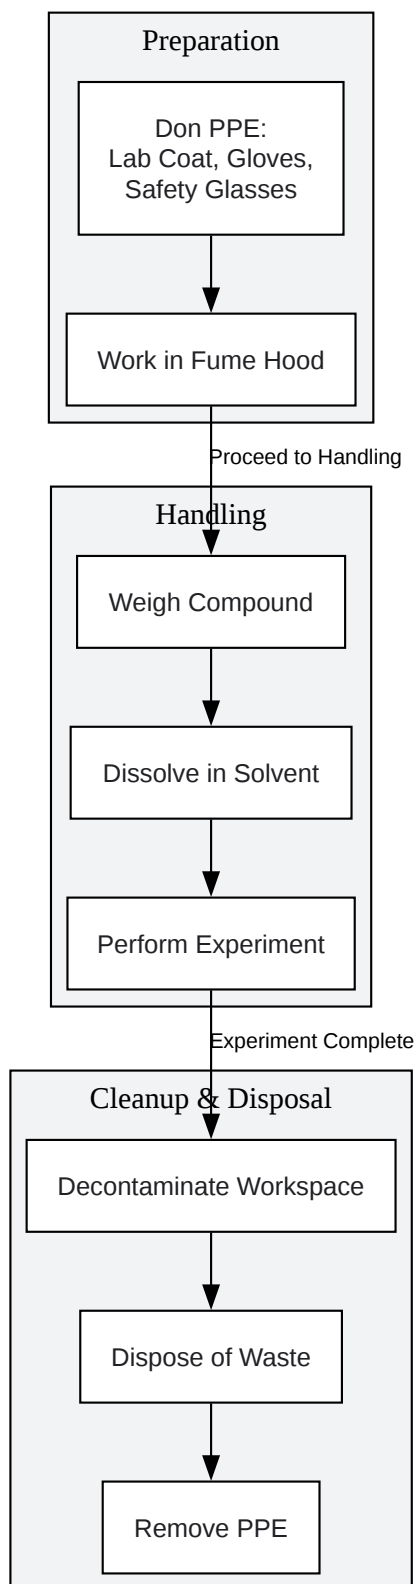 Preparation
Don PPE:
Lab Coat, Gloves,
Safety Glasses
Work in Fume Hood
Proceed to Handling
Handling
Weigh Compound
Dissolve in Solvent
Perform Experiment
Experiment Complete
Cleanup & Disposal
Decontaminate Workspace
Dispose of Waste
Remove PPE